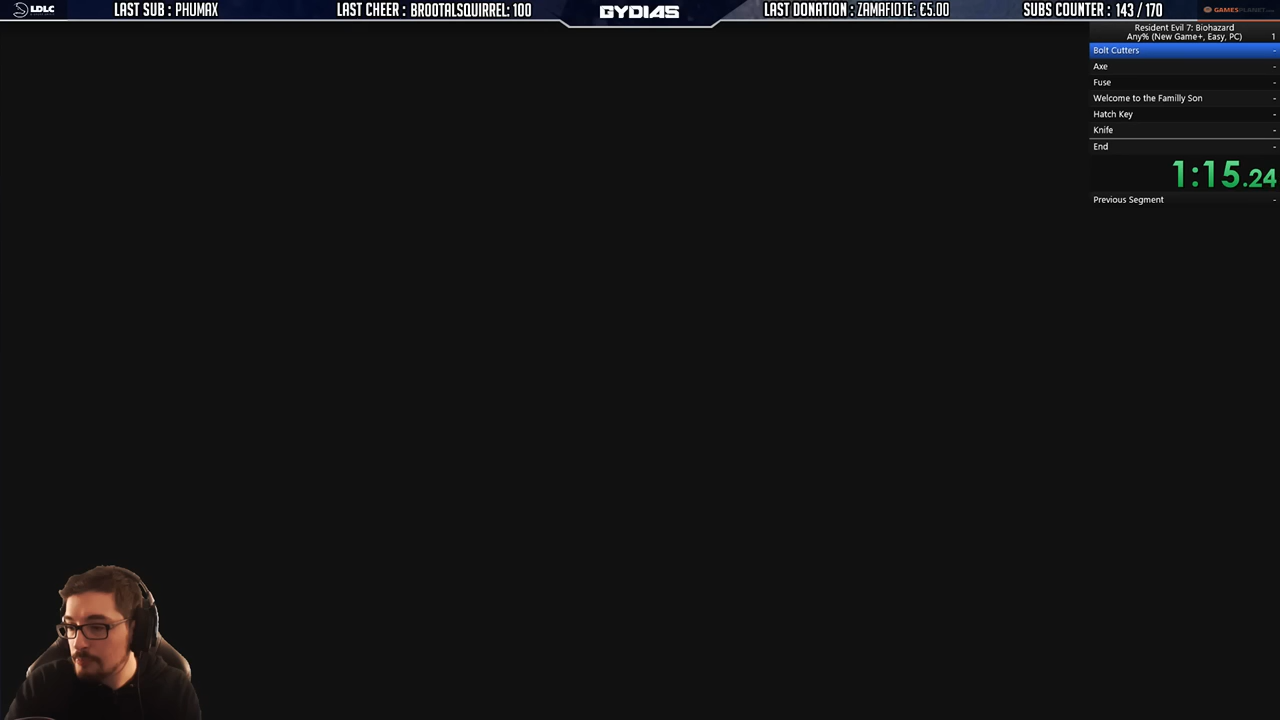 LDLC
LAST SUB : PHUMAX
LAST CHEER : BROOTALSQUIRREL: 100
GYDIAS
LAST DONATION : ZAMAFIOTE: €5.00
SUBS COUNTER : 143 / 170
GAMESPLANET
Resident Evil 7: Biohazard
Any% (New Game+, Easy, PC) 1
Bolt Cutters -
Axe -
Fuse -
Welcome to the Familly Son -
Hatch Key -
Knife -
End -
1:15.24
Previous Segment -